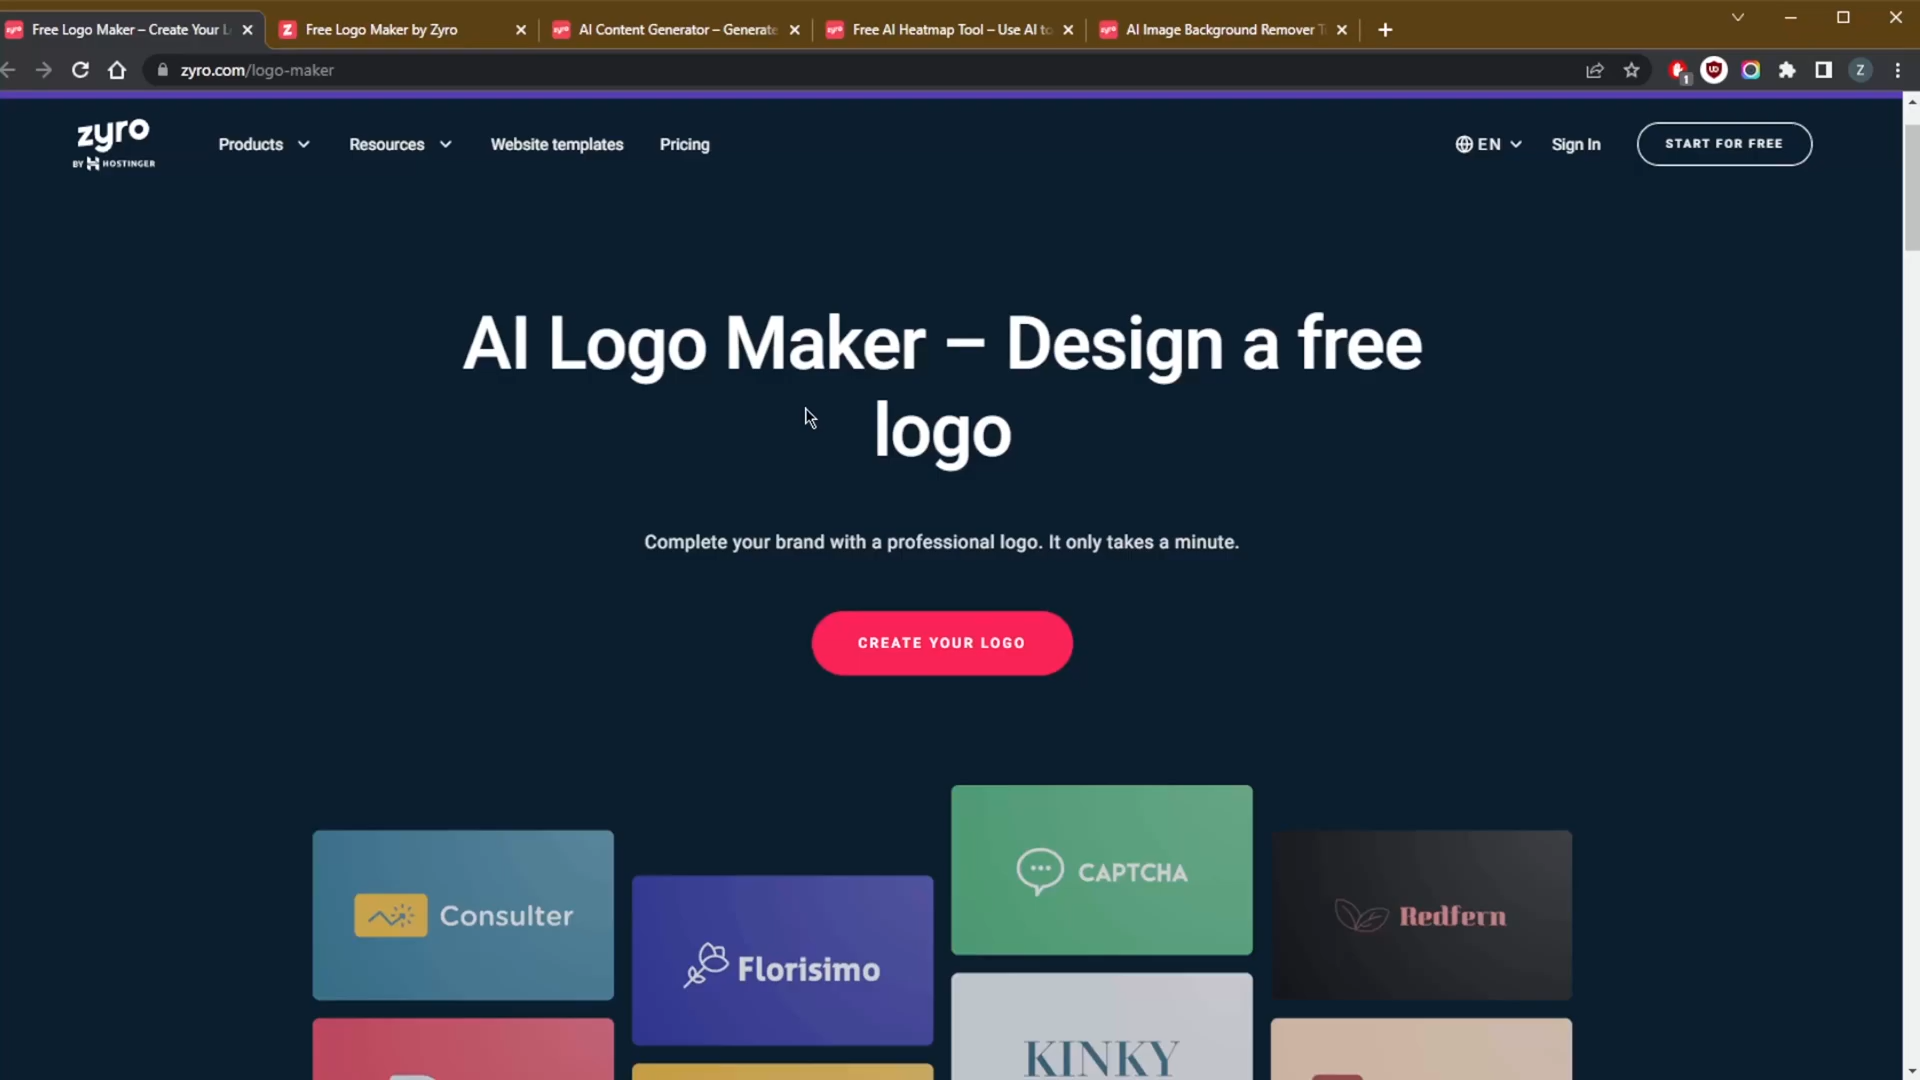 Free Logo Maker – Create Your L
Free Logo Maker by Zyro
AI Content Generator – Generate
Free AI Heatmap Tool – Use AI to
AI Image Background Remover T
zyro.com/logo-maker
1
Z
zyro
BY HOSTINGER
Products
Resources
Website templates
Pricing
EN
Sign In
START FOR FREE
AI Logo Maker – Design a free
logo
Complete your brand with a professional logo. It only takes a minute.
CREATE YOUR LOGO
CAPTCHA
Consulter
Redfern
Florisimo
KINKY